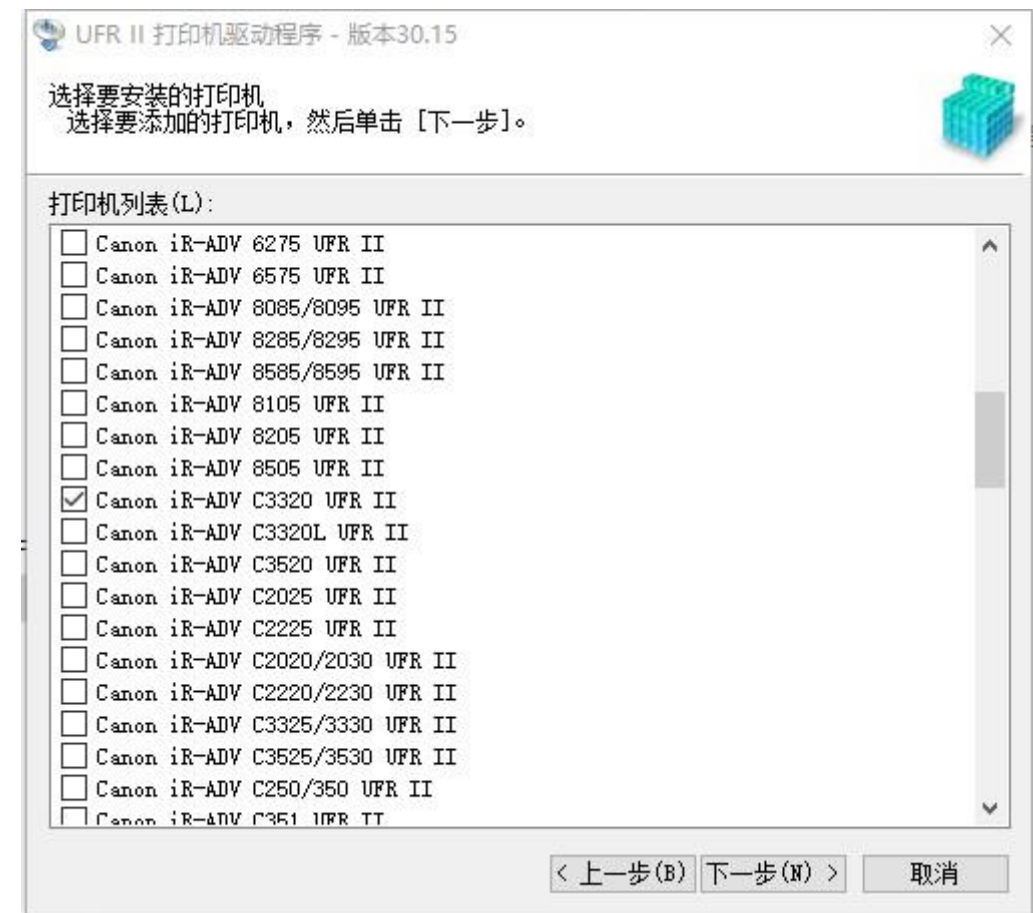 UFR II 打印机驱动程序 - 版本30.15
选择要安装的打印机
选择要添加的打印机，然后单击 [下一步]。
打印机列表(L):
Canon iR-ADV 6275 UFR II
Canon iR-ADV 6575 UFR II
Canon iR-ADV 8085/8095 UFR II
Canon iR-ADV 8285/8295 UFR II
Canon iR-ADV 8585/8595 UFR II
Canon iR-ADV 8105 UFR II
Canon iR-ADV 8205 UFR II
Canon iR-ADV 8505 UFR II
Canon iR-ADV C3320 UFR II
Canon iR-ADV C3320L UFR II
Canon iR-ADV C3520 UFR II
Canon iR-ADV C2025 UFR II
Canon iR-ADV C2225 UFR II
Canon iR-ADV C2020/2030 UFR II
Canon iR-ADV C2220/2230 UFR II
Canon iR-ADV C3325/3330 UFR II
Canon iR-ADV C3525/3530 UFR II
Canon iR-ADV C250/350 UFR II
Canon iR-ADV C351 UFR II
< 上一步(B) 下一步(N) > 取消